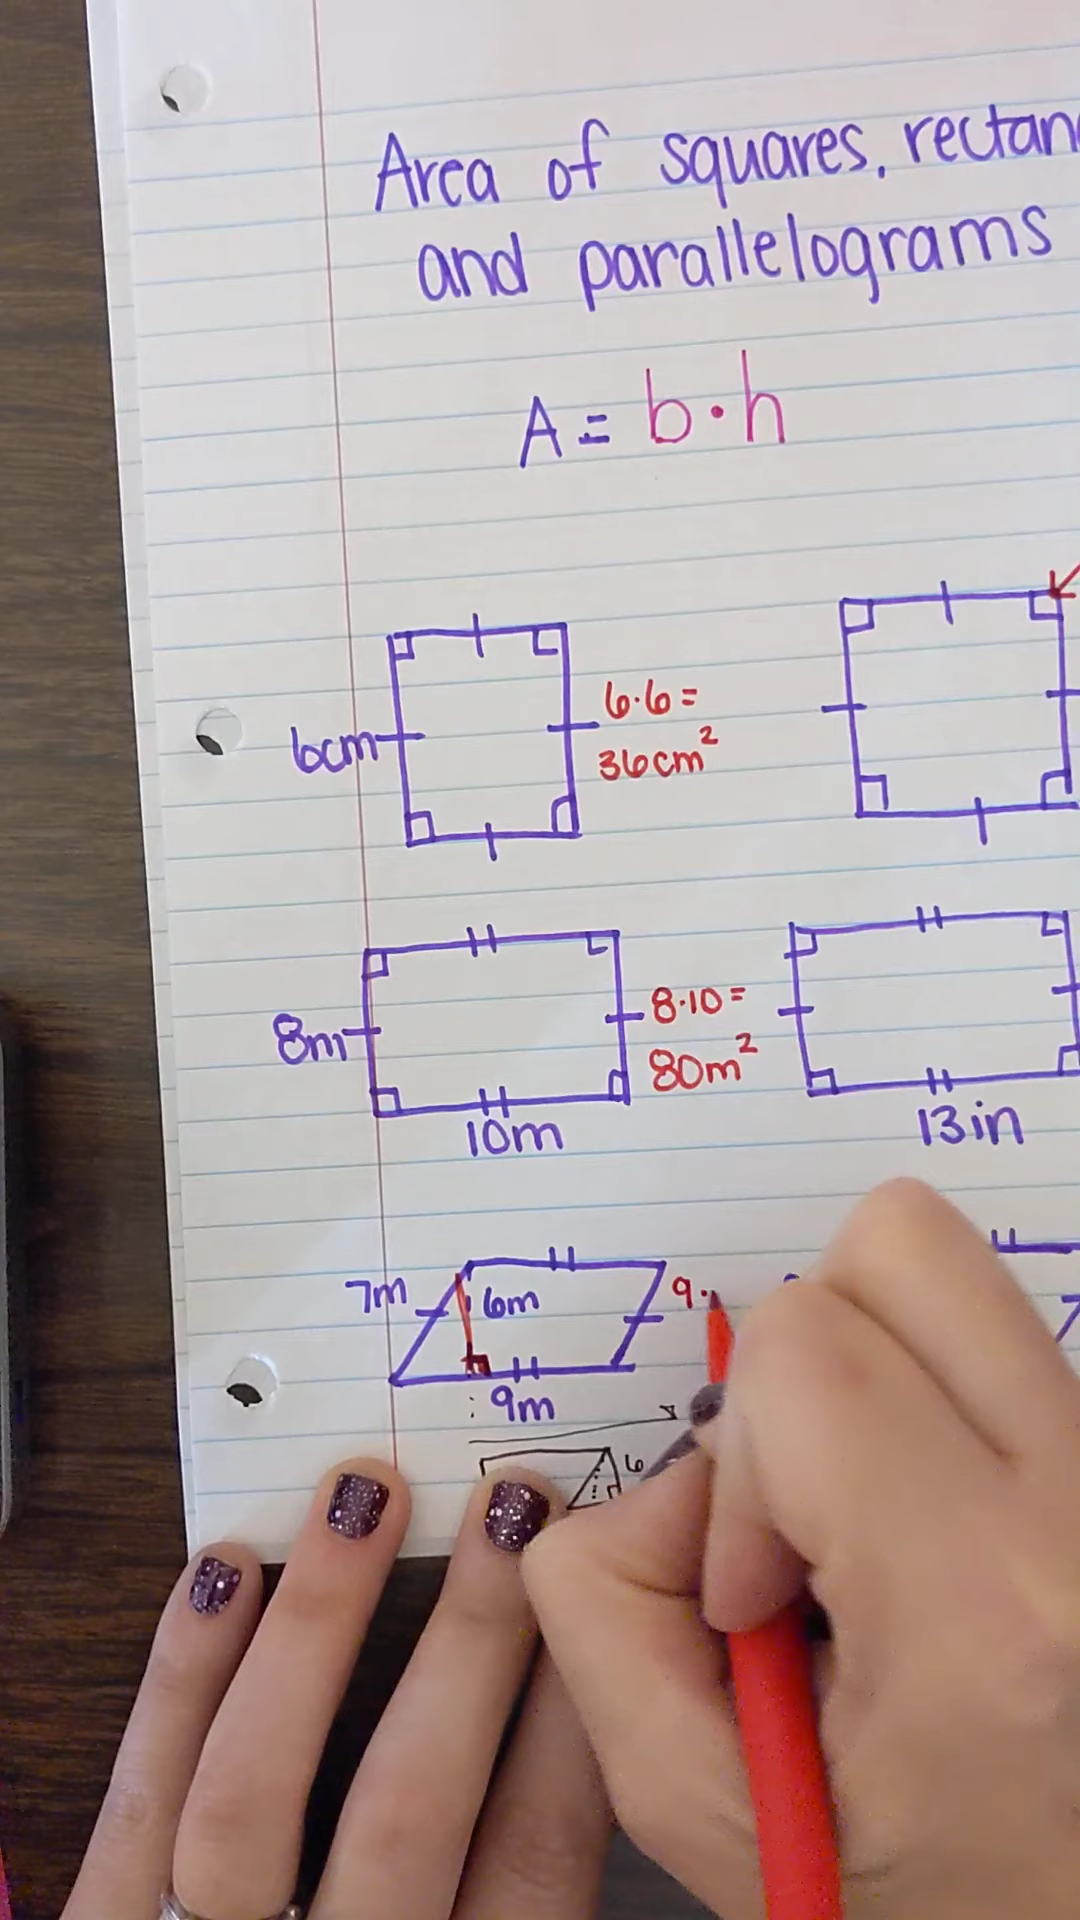 Area of squares, rectan
and parallelograms
A = b·h
6cm
6·6=
36cm²
8m
8·10=
80m²
10m
13in
7m
6m
9·
9m
6